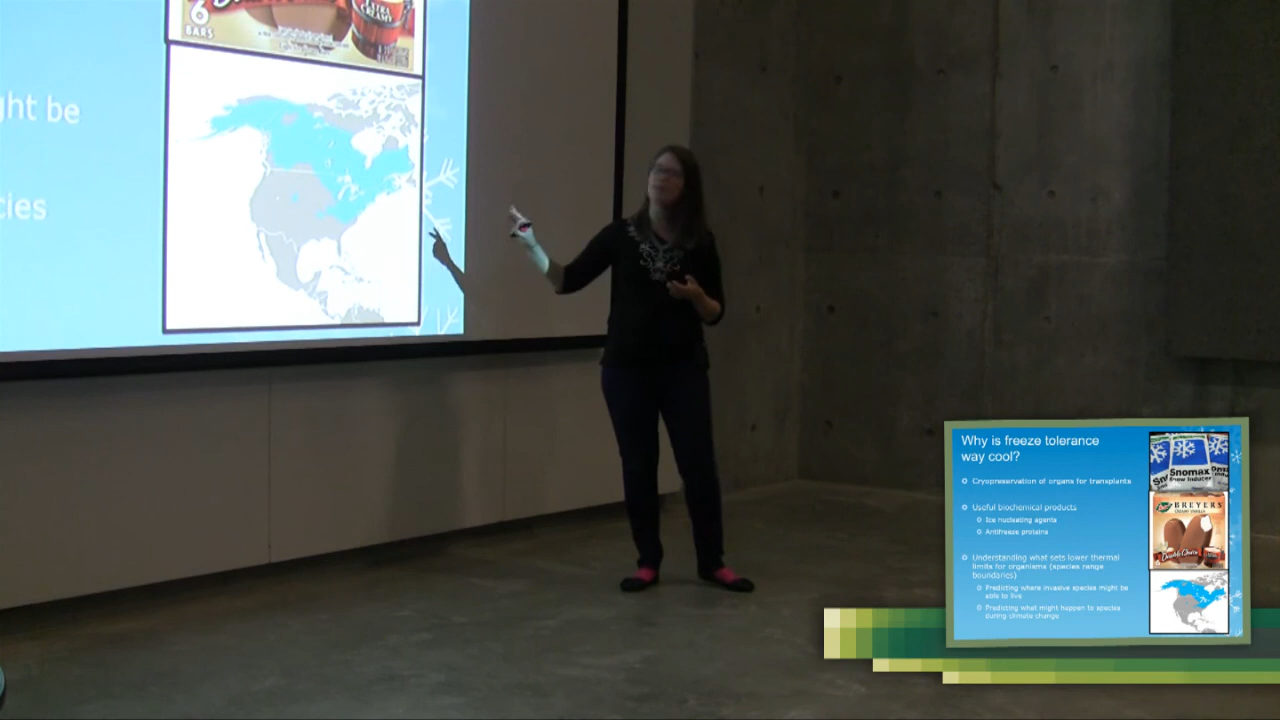 6
BARS
EXTRA
CREAMY
ght be
cies
Why is freeze tolerance
way cool?
Cryopreservation of organs for transplants
Useful biochemical products
Ice nucleating agents
Antifreeze proteins
Understanding what sets lower thermal
limits for organisms (species range
boundaries)
Predicting where invasive species might be
able to live
Predicting what might happen to species
during climate change
Snomax
Snow Inducer
BREYERS